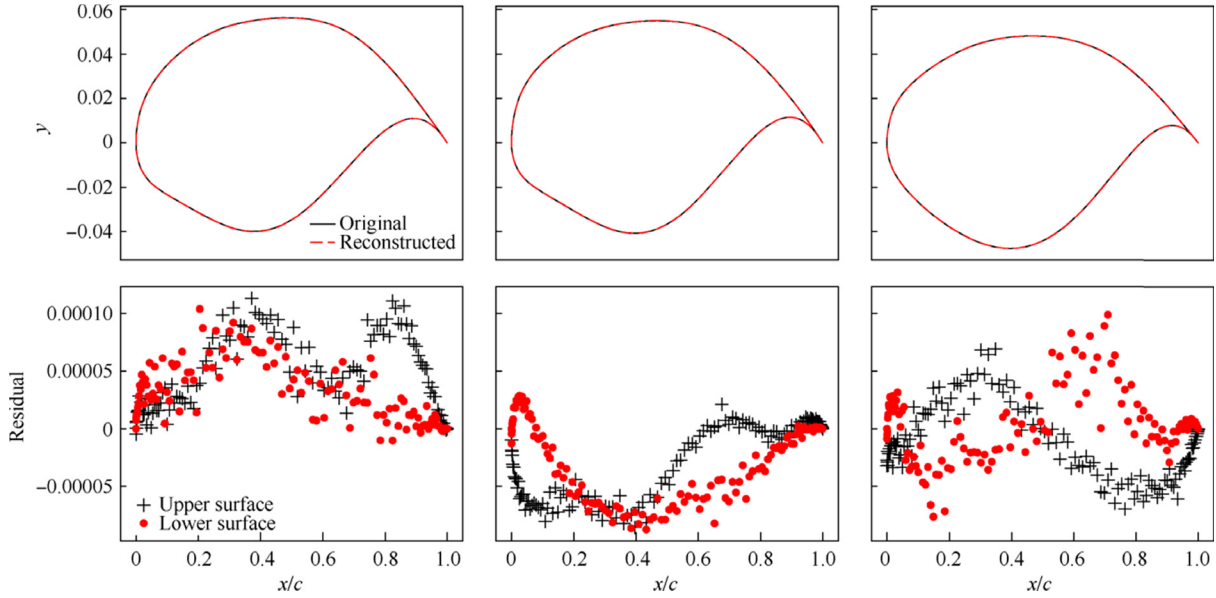 0.06
0.04
0.02
0
−0.02
−0.04
y
Original
Reconstructed
0.00010
0.00005
0
−0.00005
Residual
Upper surface
Lower surface
0 0.2 0.4 0.6 0.8 1.0
x/c
0 0.2 0.4 0.6 0.8 1.0
x/c
0 0.2 0.4 0.6 0.8 1.0
x/c